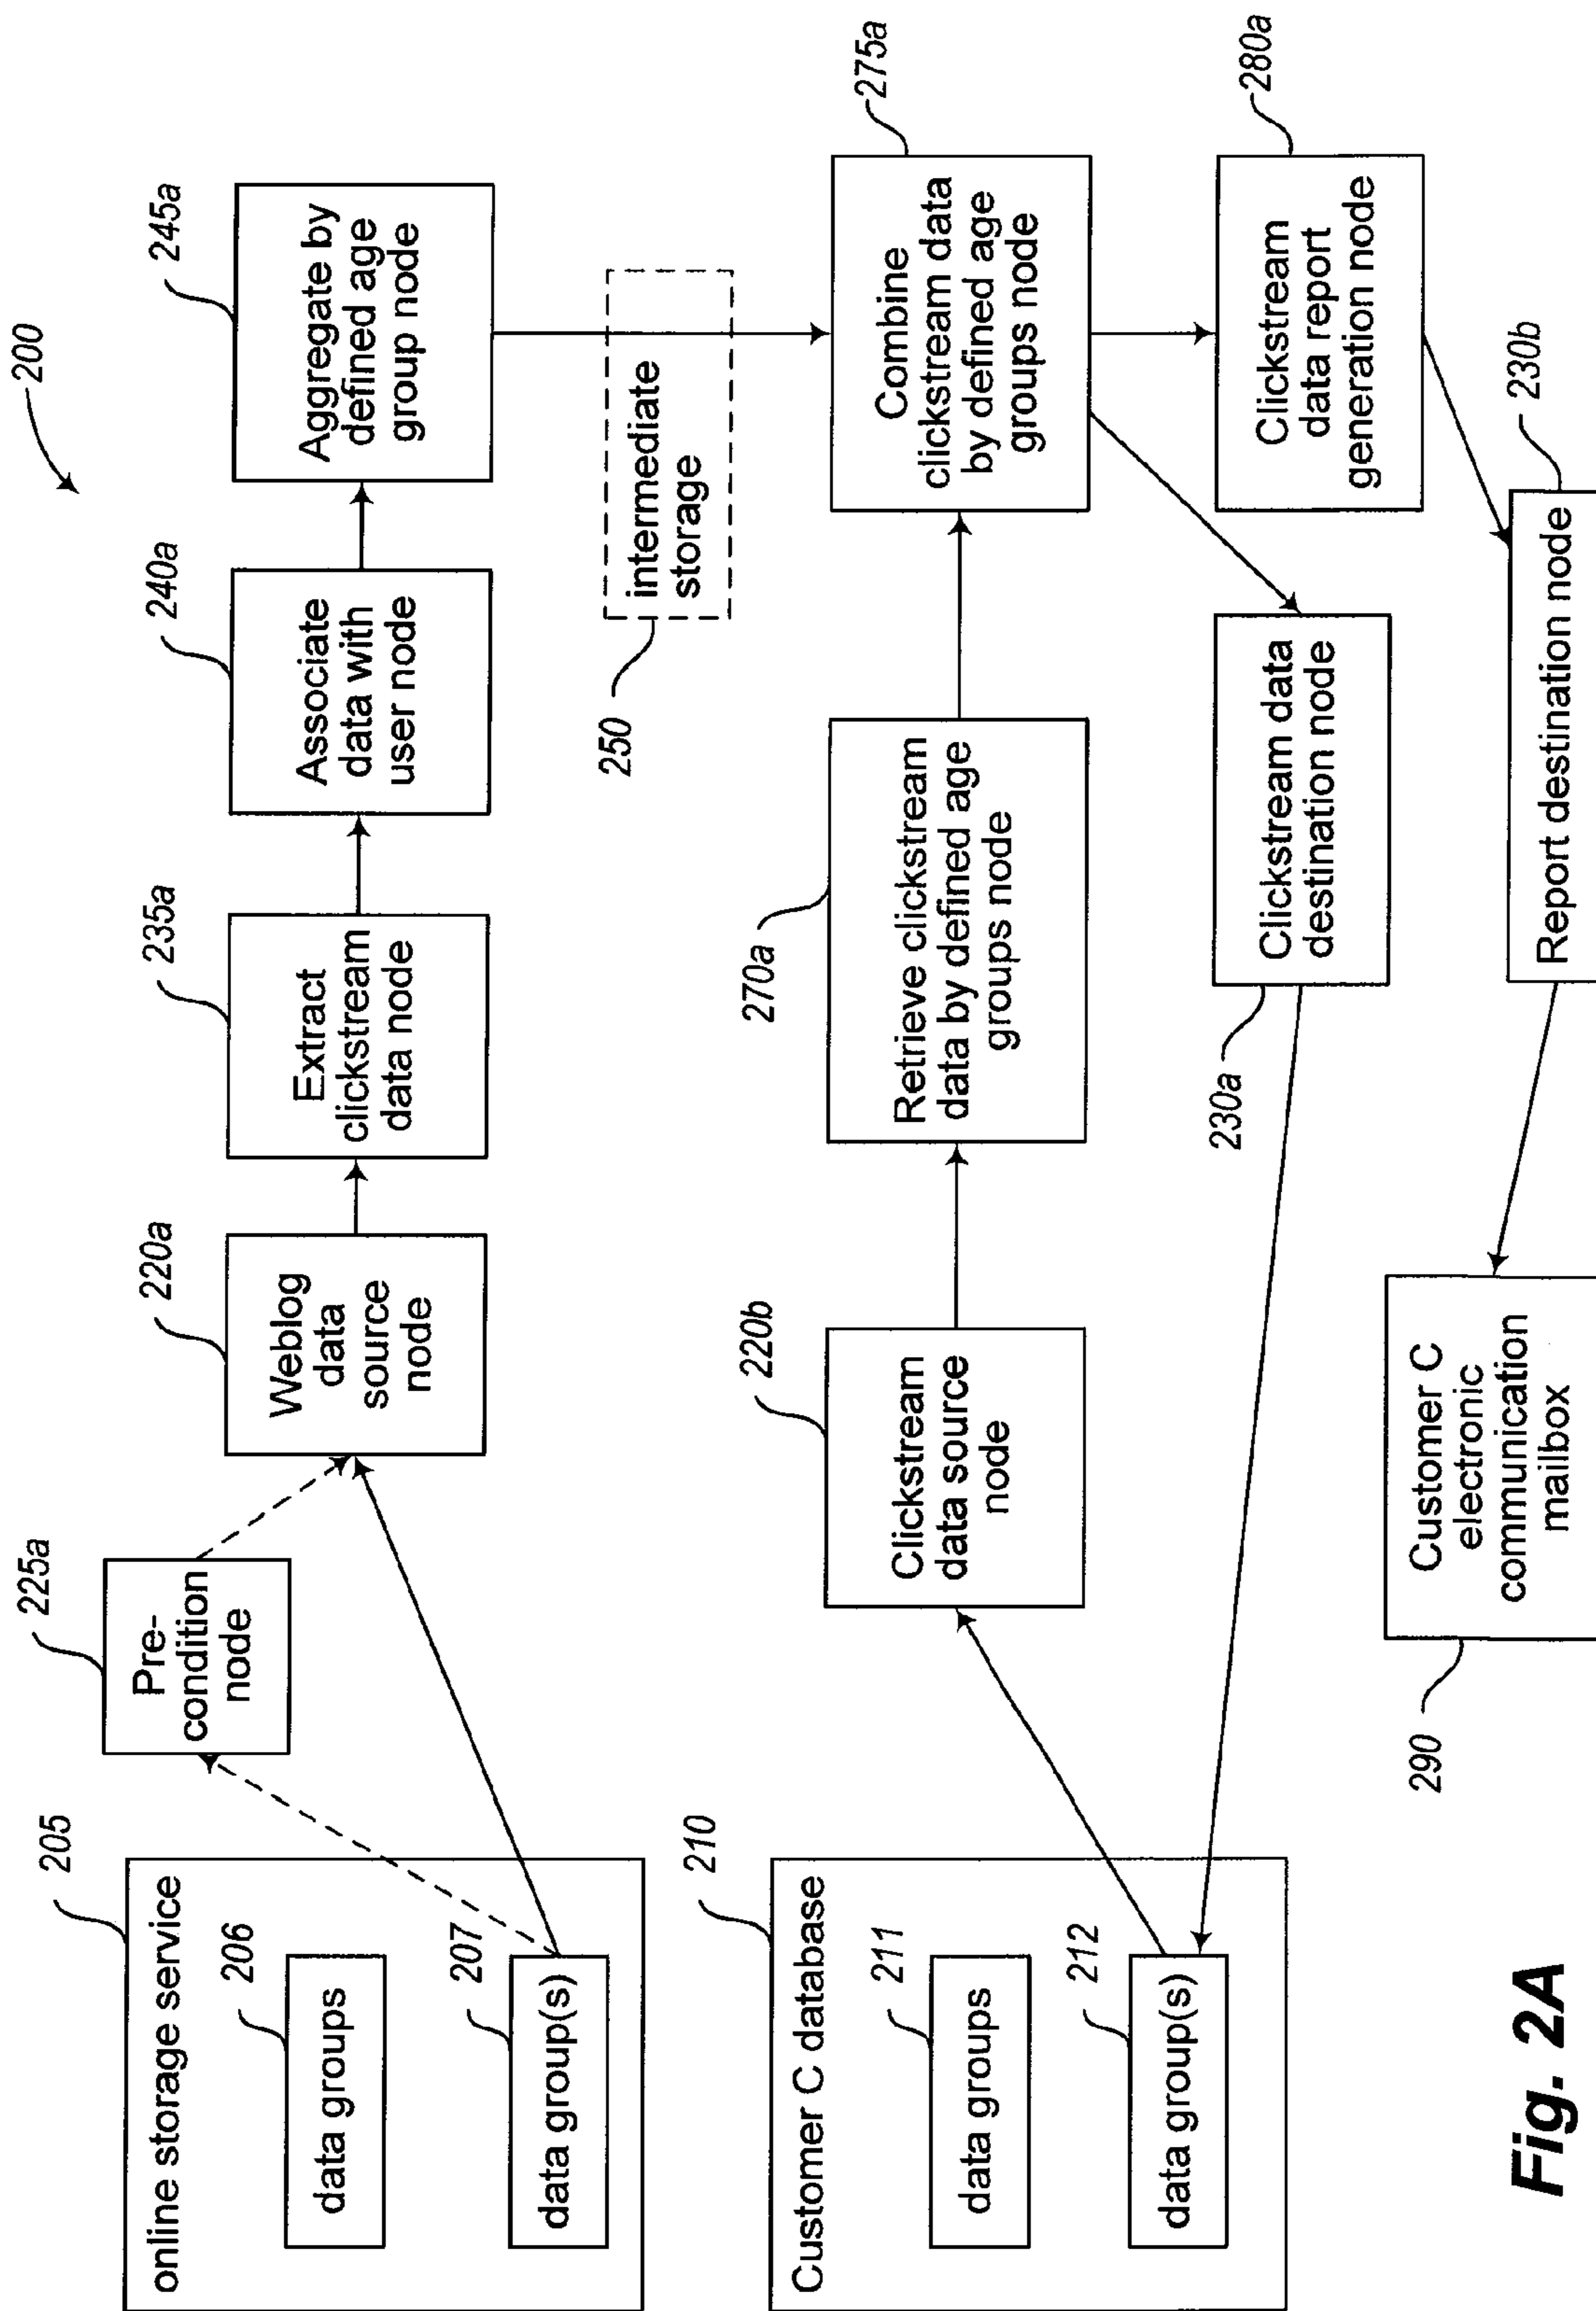 200
205
online storage service
206
data groups
207
data group(s)
225a
Pre-
condition
node
220a
Weblog
data
source
node
235a
Extract
clickstream
data node
240a
Associate
data with
user node
245a
Aggregate by
defined age
group node
250
intermediate
storage
210
Customer C database
211
data groups
212
data group(s)
220b
Clickstream
data source
node
270a
Retrieve clickstream
data by defined age
groups node
275a
Combine
clickstream data
by defined age
groups node
230a
Clickstream data
destination node
280a
Clickstream
data report
generation node
290
Customer C
electronic
communication
mailbox
230b
Report destination node
Fig. 2A